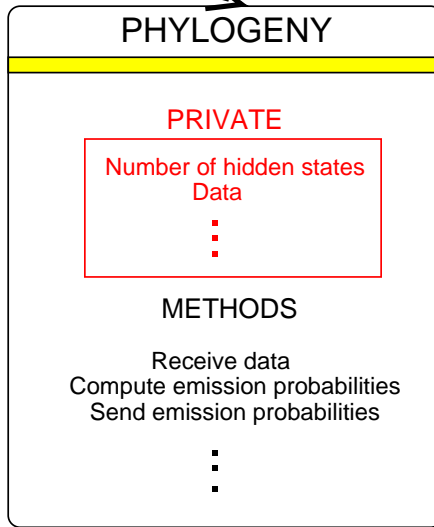 PHYLOGENY
PRIVATE
Number of hidden states
Data
METHODS
Receive data
Compute emission probabilities
Send emission probabilities